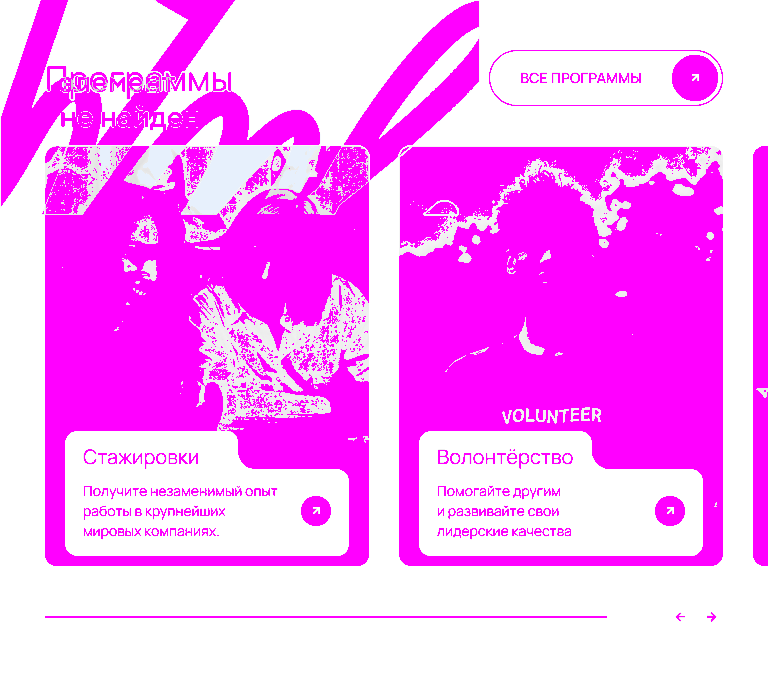 Программы
не найден
ВСЕ ПРОГРАММЫ
VOLUNTEER
Стажировки
Получите незаменимый опыт
работы в крупнейших
мировых компаниях.
Волонтёрство
Помогайте другим
и развивайте свои
лидерские качества